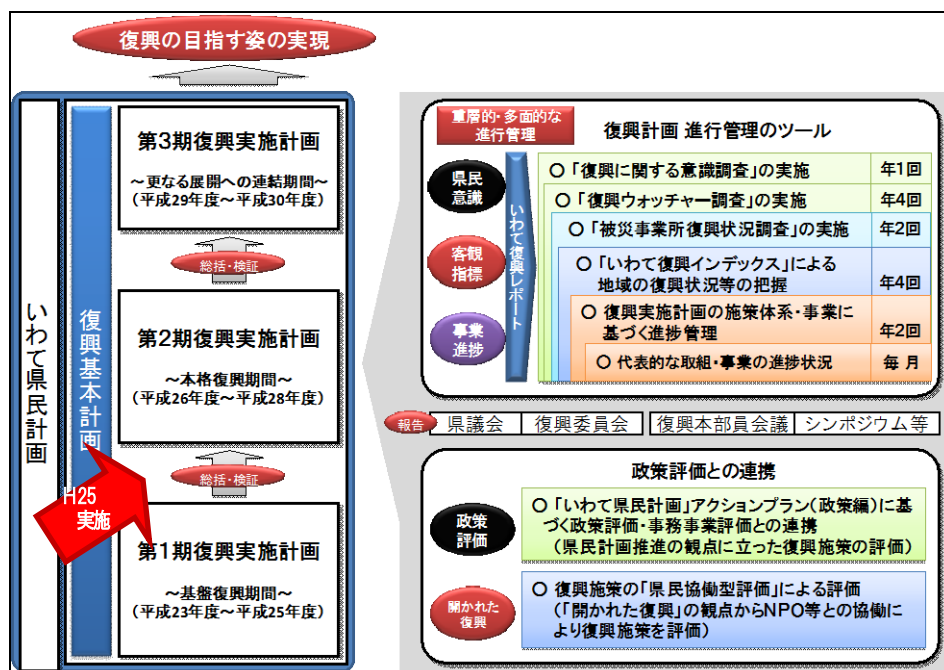 復興の目指す姿の実現
いわて県民計画
復興基本計画
第3期復興実施計画
～更なる展開への連結期間～
（平成29年度～平成30年度）
総括・検証
第2期復興実施計画
～本格復興期間～
（平成26年度～平成28年度）
総括・検証
H25
実施
第1期復興実施計画
～基盤復興期間～
（平成23年度～平成25年度）
重層的・多面的な
進行管理
復興計画 進行管理のツール
県民
意識
客観
指標
事業
進捗
いわて復興レポート
○「復興に関する意識調査」の実施 年1回
○「復興ウォッチャー調査」の実施 年4回
○「被災事業所復興状況調査」の実施 年2回
○「いわて復興インデックス」による
地域の復興状況等の把握 年4回
○ 復興実施計画の施策体系・事業に
基づく進捗管理 年2回
○ 代表的な取組・事業の進捗状況 毎 月
報告 県議会 復興委員会 復興本部員会議 シンポジウム等
政策評価との連携
政策
評価
○「いわて県民計画」アクションプラン（政策編）に基
づく政策評価・事務事業評価との連携
（県民計画推進の観点に立った復興施策の評価）
開かれた
復興
○ 復興施策の「県民協働型評価」による評価
（「開かれた復興」の観点からNPO等との協働に
より復興施策を評価）